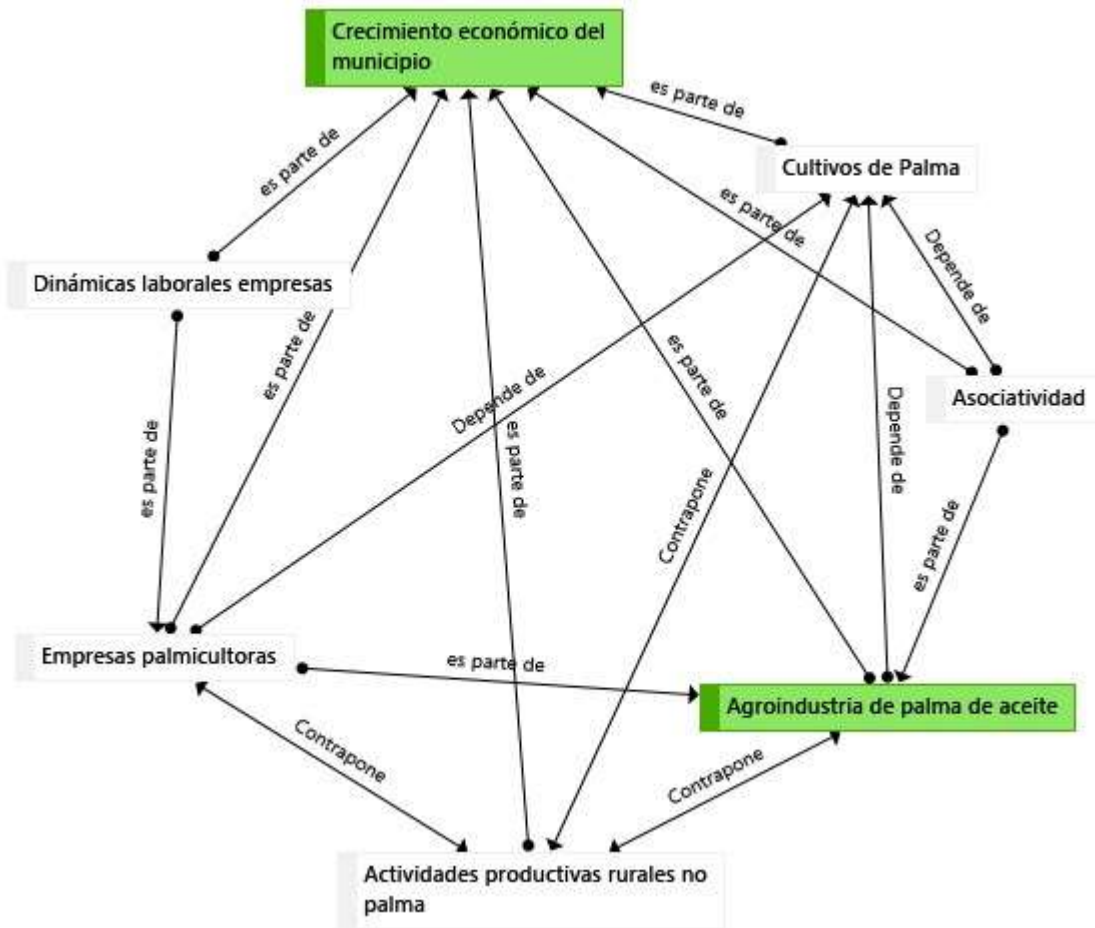 Crecimiento económico del
municipio
es parte de
Cultivos de Palma
es parte de
es parte de
Depende de
Dinámicas laborales empresas
es parte de
es parte de
Depende de
Depende de
Asociatividad
es parte de
es parte de
Contrapone
es parte de
Empresas palmicultoras
es parte de
Agroindustria de palma de aceite
Contrapone
Contrapone
Actividades productivas rurales no
palma